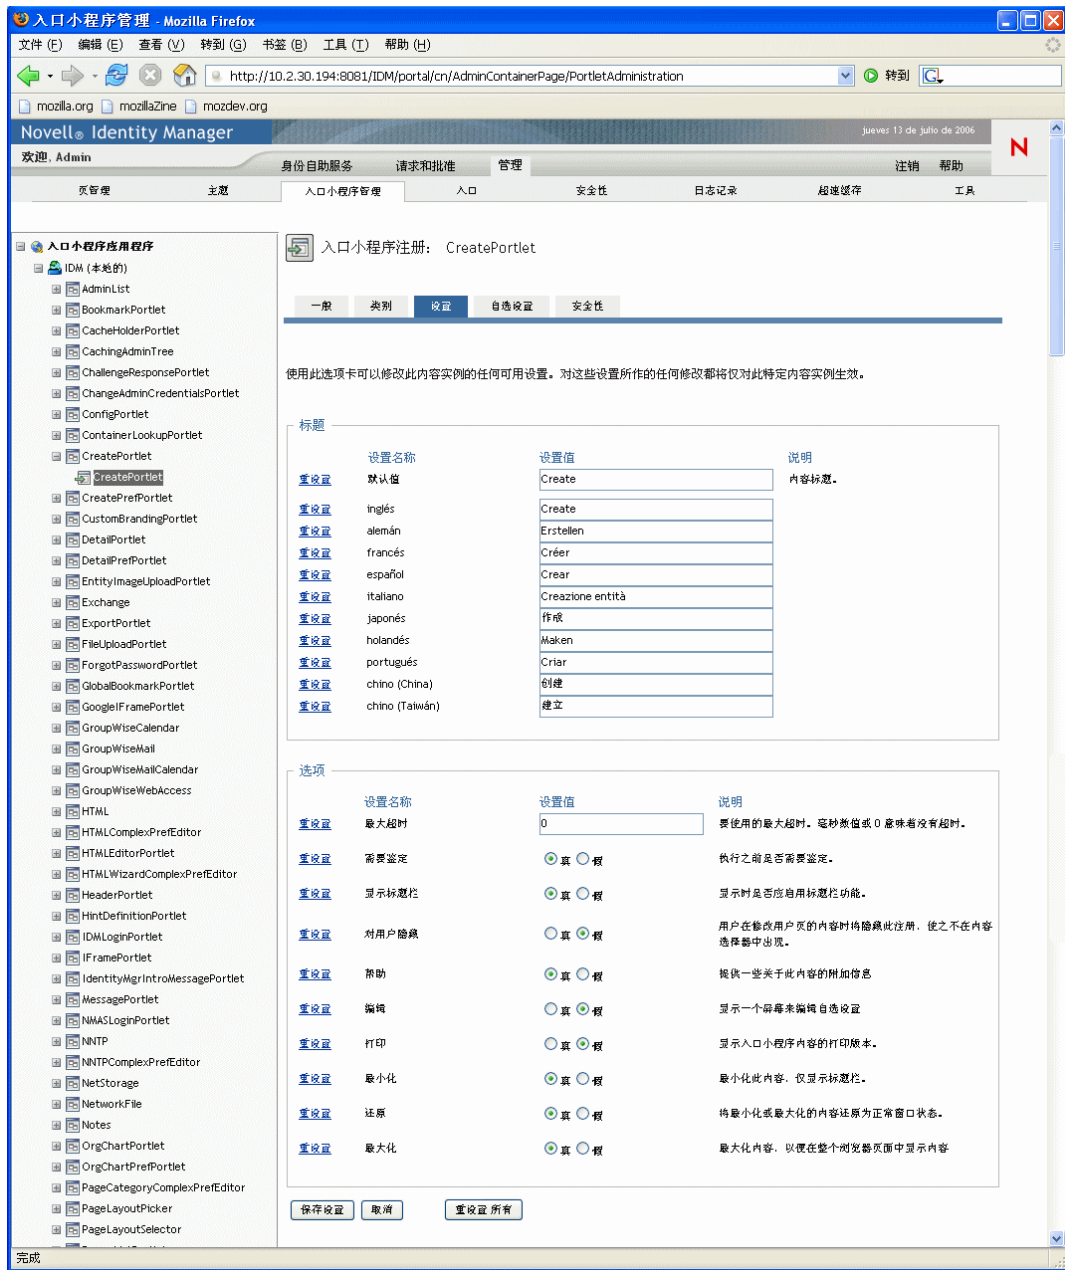 入口小程序管理 - Mozilla Firefox
文件 (F) 编辑 (E) 查看 (V) 转到 (G) 书签 (B) 工具 (T) 帮助 (H)
http://10.2.30.194:8081/IDM/portal/cn/AdminContainerPage/PortletAdministration 转到
mozilla.org mozillaZine mozdev.org
Novell® Identity Manager jueves 13 de julio de 2006
欢迎, Admin 身份自助服务 请求和批准 管理 注销 帮助 N
页管理 主题 入口小程序管理 入口 安全性 日志记录 超速缓存 工具
入口小程序应用程序
IDM (本地的)
AdminList
BookmarkPortlet
CacheHolderPortlet
CachingAdminTree
ChallengeResponsePortlet
ChangeAdminCredentialsPortlet
ConfigPortlet
ContainerLookupPortlet
CreatePortlet
CreatePortlet
CreatePrefPortlet
CustomBrandingPortlet
DetailPortlet
DetailPrefPortlet
EntityImageUploadPortlet
Exchange
ExportPortlet
FileUploadPortlet
ForgotPasswordPortlet
GlobalBookmarkPortlet
GoogleIFramePortlet
GroupWiseCalendar
GroupWiseMail
GroupWiseMailCalendar
GroupWiseWebAccess
HTML
HTMLComplexPrefEditor
HTMLEditorPortlet
HTMLWizardComplexPrefEditor
HeaderPortlet
HintDefinitionPortlet
IDMLoginPortlet
IFramePortlet
IdentityMgrIntroMessagePortlet
MessagePortlet
NMASLoginPortlet
NNTP
NNTPComplexPrefEditor
NetStorage
NetworkFile
Notes
OrgChartPortlet
OrgChartPrefPortlet
PageCategoryComplexPrefEditor
PageLayoutPicker
PageLayoutSelector
入口小程序注册: CreatePortlet
一般 类别 设置 自选设置 安全性
使用此选项卡可以修改此内容实例的任何可用设置。对这些设置所作的任何修改都将仅对此特定内容实例生效。
标题
设置名称 设置值 说明
重设置 默认值 Create 内容标题。
重设置 inglés Create
重设置 alemán Erstellen
重设置 francés Créer
重设置 español Crear
重设置 italiano Creazione entità
重设置 japonés 作成
重设置 holandés Maken
重设置 portugués Criar
重设置 chino (China) 创建
重设置 chino (Taiwán) 建立
选项
设置名称 设置值 说明
重设置 最大超时 0 要使用的最大超时。毫秒数值或 0 意味着没有超时。
重设置 需要鉴定 真 假 执行之前是否需要鉴定。
重设置 显示标题栏 真 假 显示时是否应启用标题栏功能。
重设置 对用户隐藏 真 假 用户在修改用户页的内容时将隐藏此注册，使之不在内容
选择器中出现。
重设置 帮助 真 假 提供一些关于此内容的附加信息
重设置 编辑 真 假 显示一个屏幕来编辑自选设置
重设置 打印 真 假 显示入口小程序内容的打印版本。
重设置 最小化 真 假 最小化此内容，仅显示标题栏。
重设置 还原 真 假 将最小化或最大化的内容还原为正常窗口状态。
重设置 最大化 真 假 最大化内容，以便在整个浏览器页面中显示内容
保存设置 取消 重设置 所有
完成